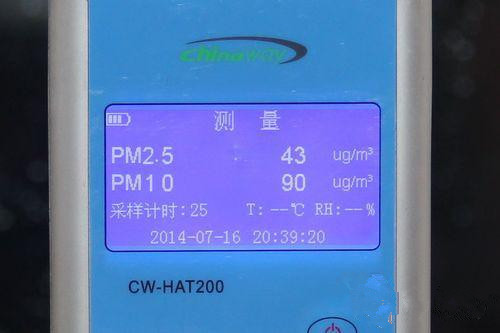 chinaway
测 量
PM2.5 43 ug/m³
PM10 90 ug/m³
采样计时:25 T:--℃ RH:--%
2014-07-16 20:39:20
CW-HAT200